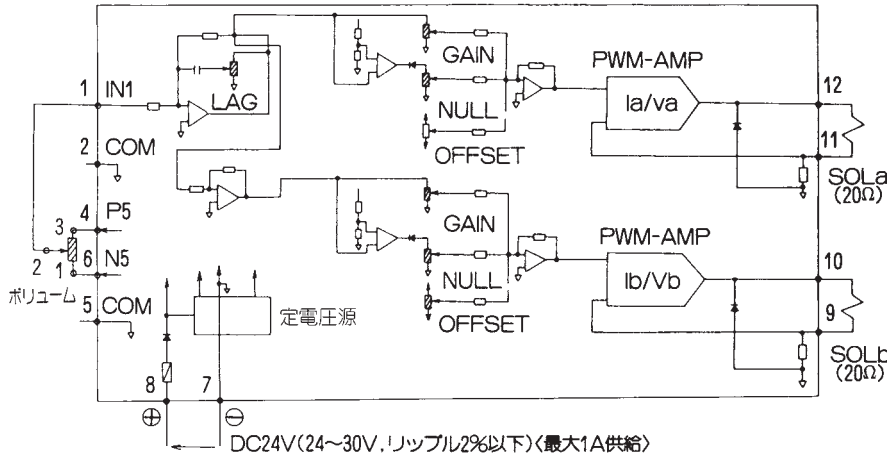 GAIN
PWM-AMP
1 IN1
LAG
Ia/va
12
NULL
2 COM
11
OFFSET
SOLa
(20Ω)
4 P5
3
GAIN
PWM-AMP
2
6 N5
1
ボリューム
Ib/Vb
10
NULL
5 COM
定電圧源
9
OFFSET
SOLb
(20Ω)
8
7
⊕
⊖
DC24V(24〜30V,リップル2%以下)〈最大1A供給〉